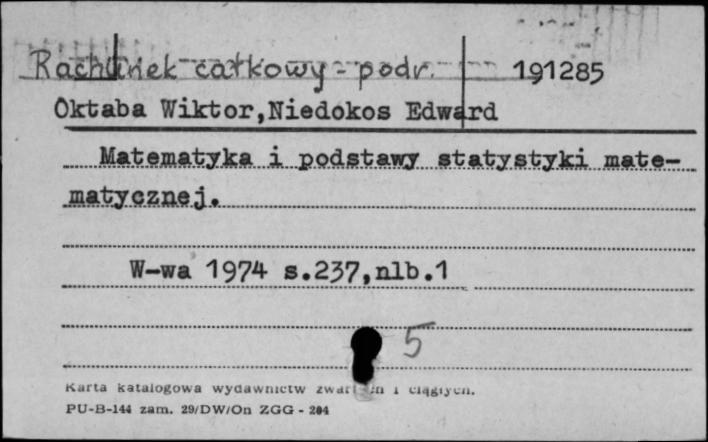 Rachunek całkowy - podr. 191285
Oktaba Wiktor,Niedokos Edward
Matematyka i podstawy statystyki mate-
matycznej.
W-wa 1974 s.237,nlb.1
5
Karta katalogowa wydawnictw i ciągłych.
PU-B-144 zam. 29/DW/On ZGG - 204